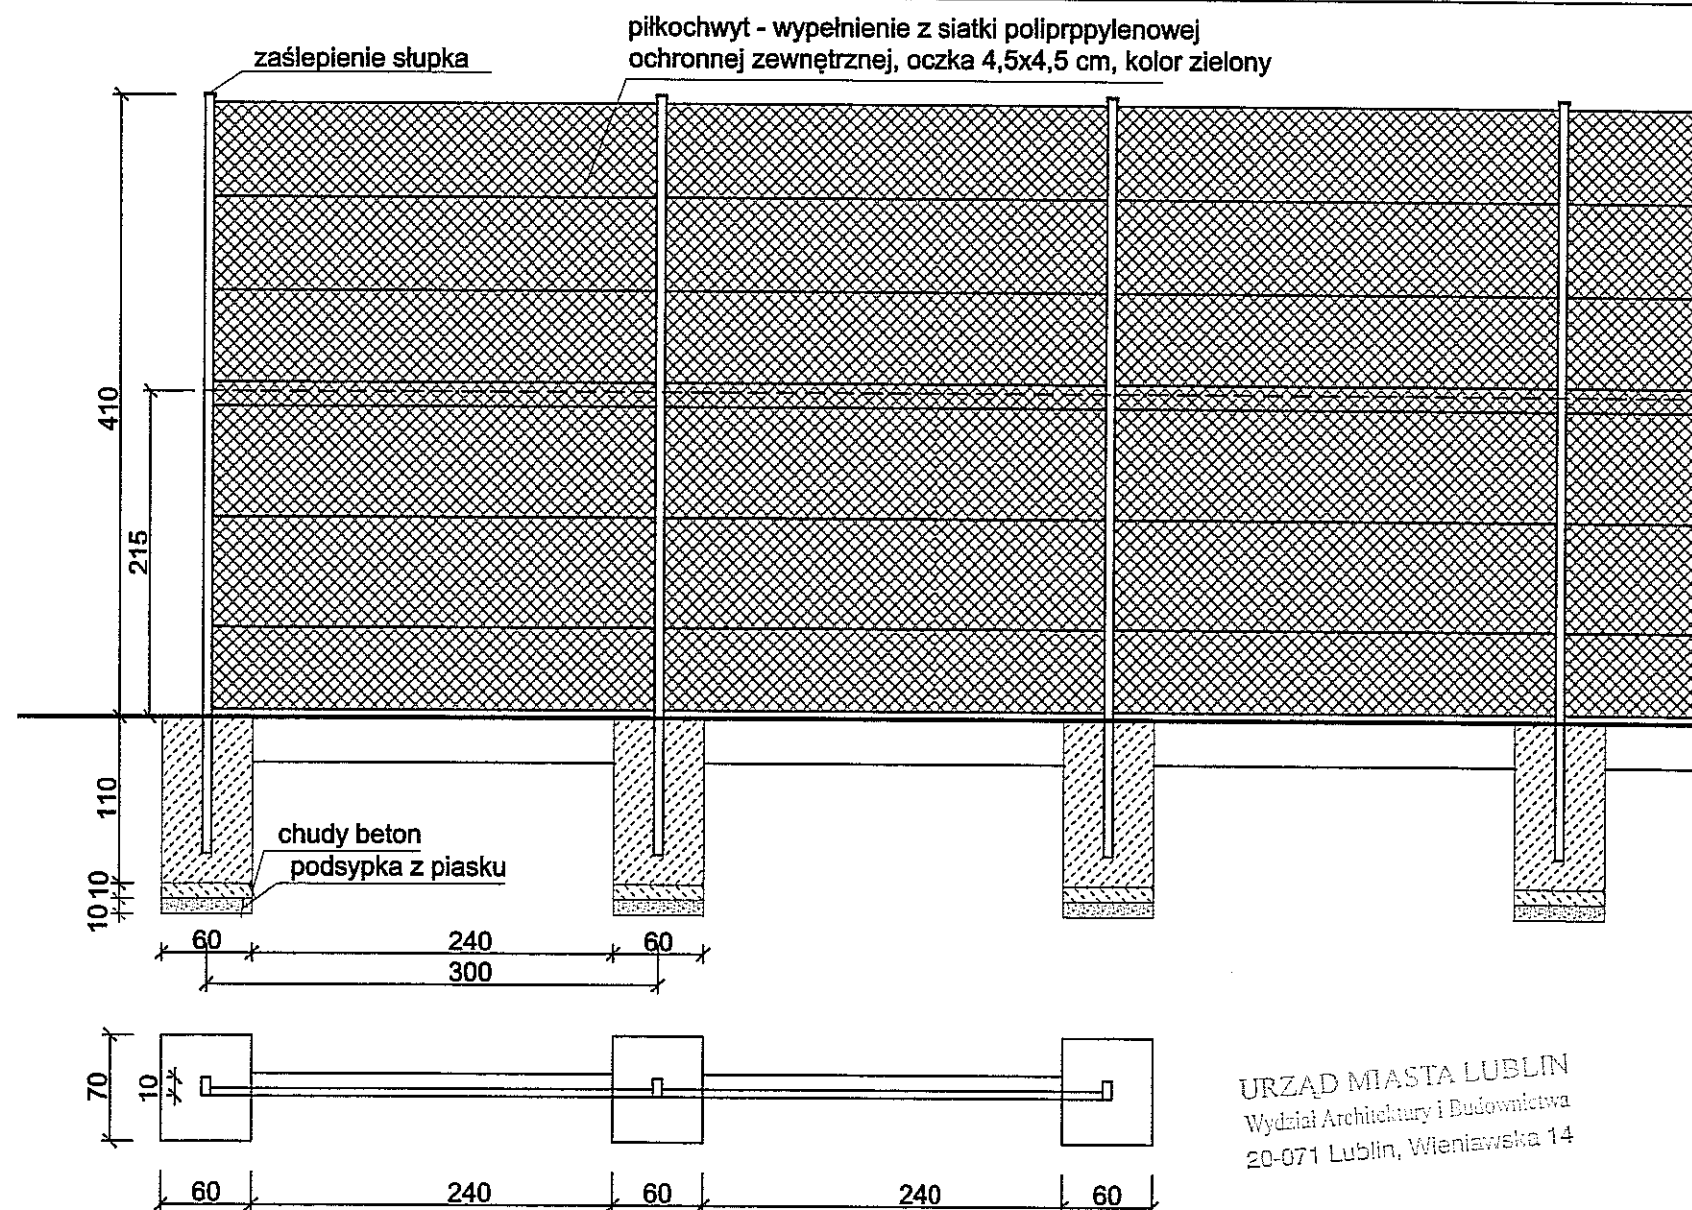 piłkochwyt - wypełnienie z siatki poliprppylenowej
ochronnej zewnętrznej, oczka 4,5x4,5 cm, kolor zielony
zaślepienie słupka
410
215
110
10
10
chudy beton
podsypka z piasku
60
240
60
300
70
10
60
240
60
240
60
URZĄD MIASTA LUBLIN
Wydział Architektury i Budownictwa
20-071 Lublin, Wieniawska 14